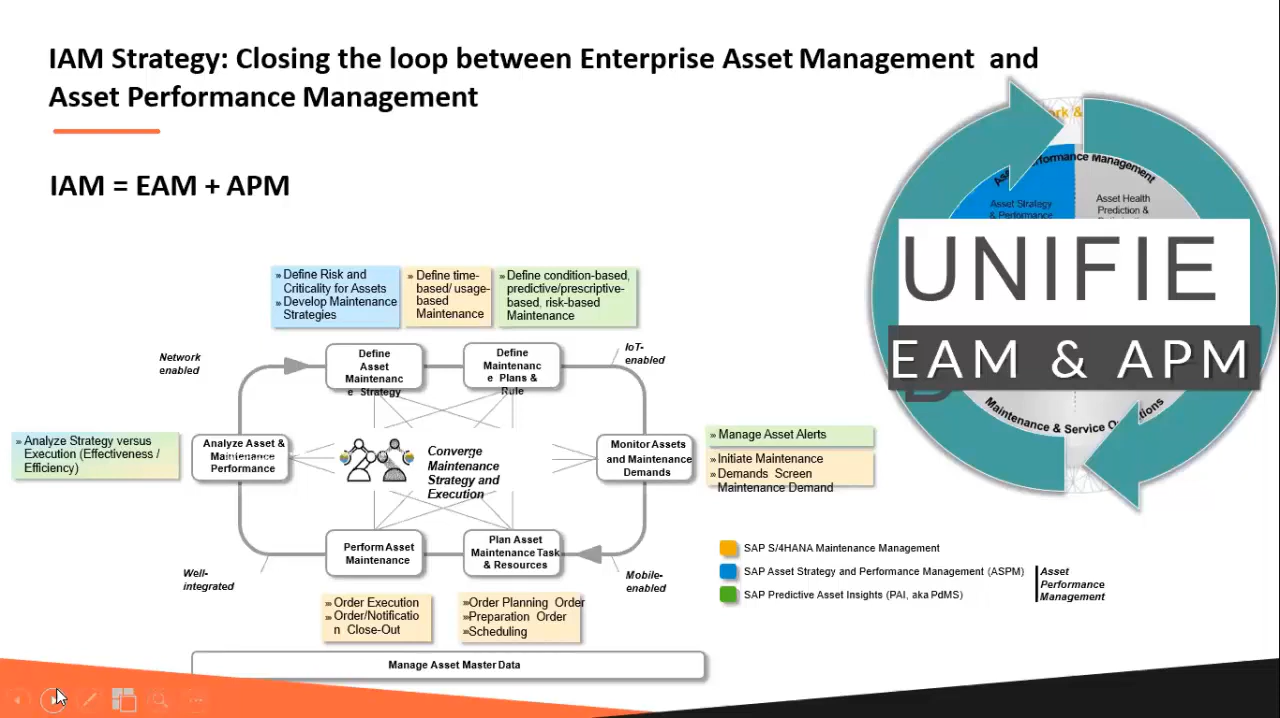 IAM Strategy: Closing the loop between Enterprise Asset Management and
Asset Performance Management
IAM = EAM + APM
Performance Management
Asset Strategy
& Performance
Asset Health
Prediction &
UNIFIE
EAM & APM
Maintenance & Service Operations
» Define Risk and
Criticality for Assets
» Develop Maintenance
Strategies
» Define time-
based/ usage-
based
Maintenance
» Define condition-based,
predictive/prescriptive-
based, risk-based
Maintenance
Network
enabled
Define
Asset
Maintenanc
e Strategy
Define
Maintenanc
e Plans &
Rule
IoT-
enabled
» Analyze Strategy versus
Execution (Effectiveness /
Efficiency)
Analyze Asset &
Maintenance
Performance
Converge
Maintenance
Strategy and
Execution
Monitor Assets
and Maintenance
Demands
» Manage Asset Alerts
» Initiate Maintenance
» Demands Screen
Maintenance Demand
Well-
integrated
Perform Asset
Maintenance
Plan Asset
Maintenance Task
& Resources
Mobile-
enabled
» Order Execution
» Order/Notificatio
n Close-Out
»Order Planning Order
»Preparation Order
»Scheduling
SAP S/4HANA Maintenance Management
SAP Asset Strategy and Performance Management (ASPM)
SAP Predictive Asset Insights (PAI, aka PdMS)
Asset
Performance
Management
Manage Asset Master Data